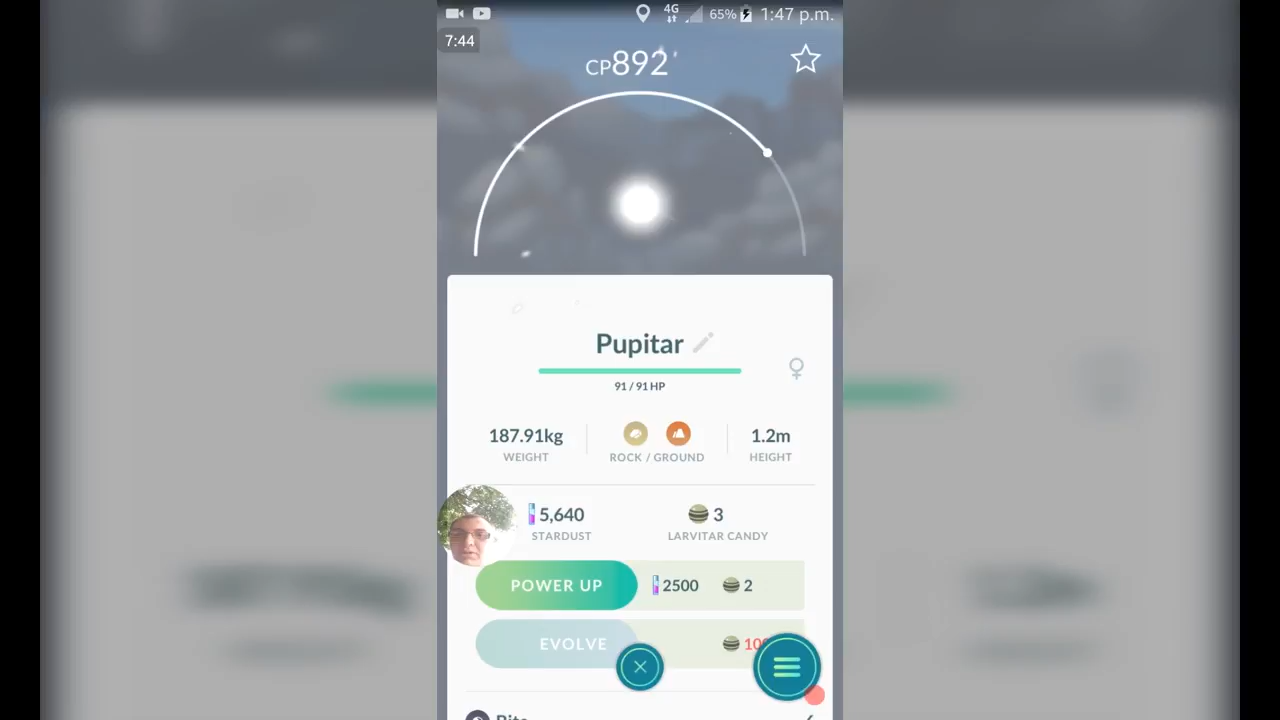 4G 65% 1:47 p.m.
7:44
CP892
Pupitar
91 / 91 HP
187.91kg 1.2m
WEIGHT ROCK / GROUND HEIGHT
5,640 3
STARDUST LARVITAR CANDY
POWER UP 2500 2
EVOLVE